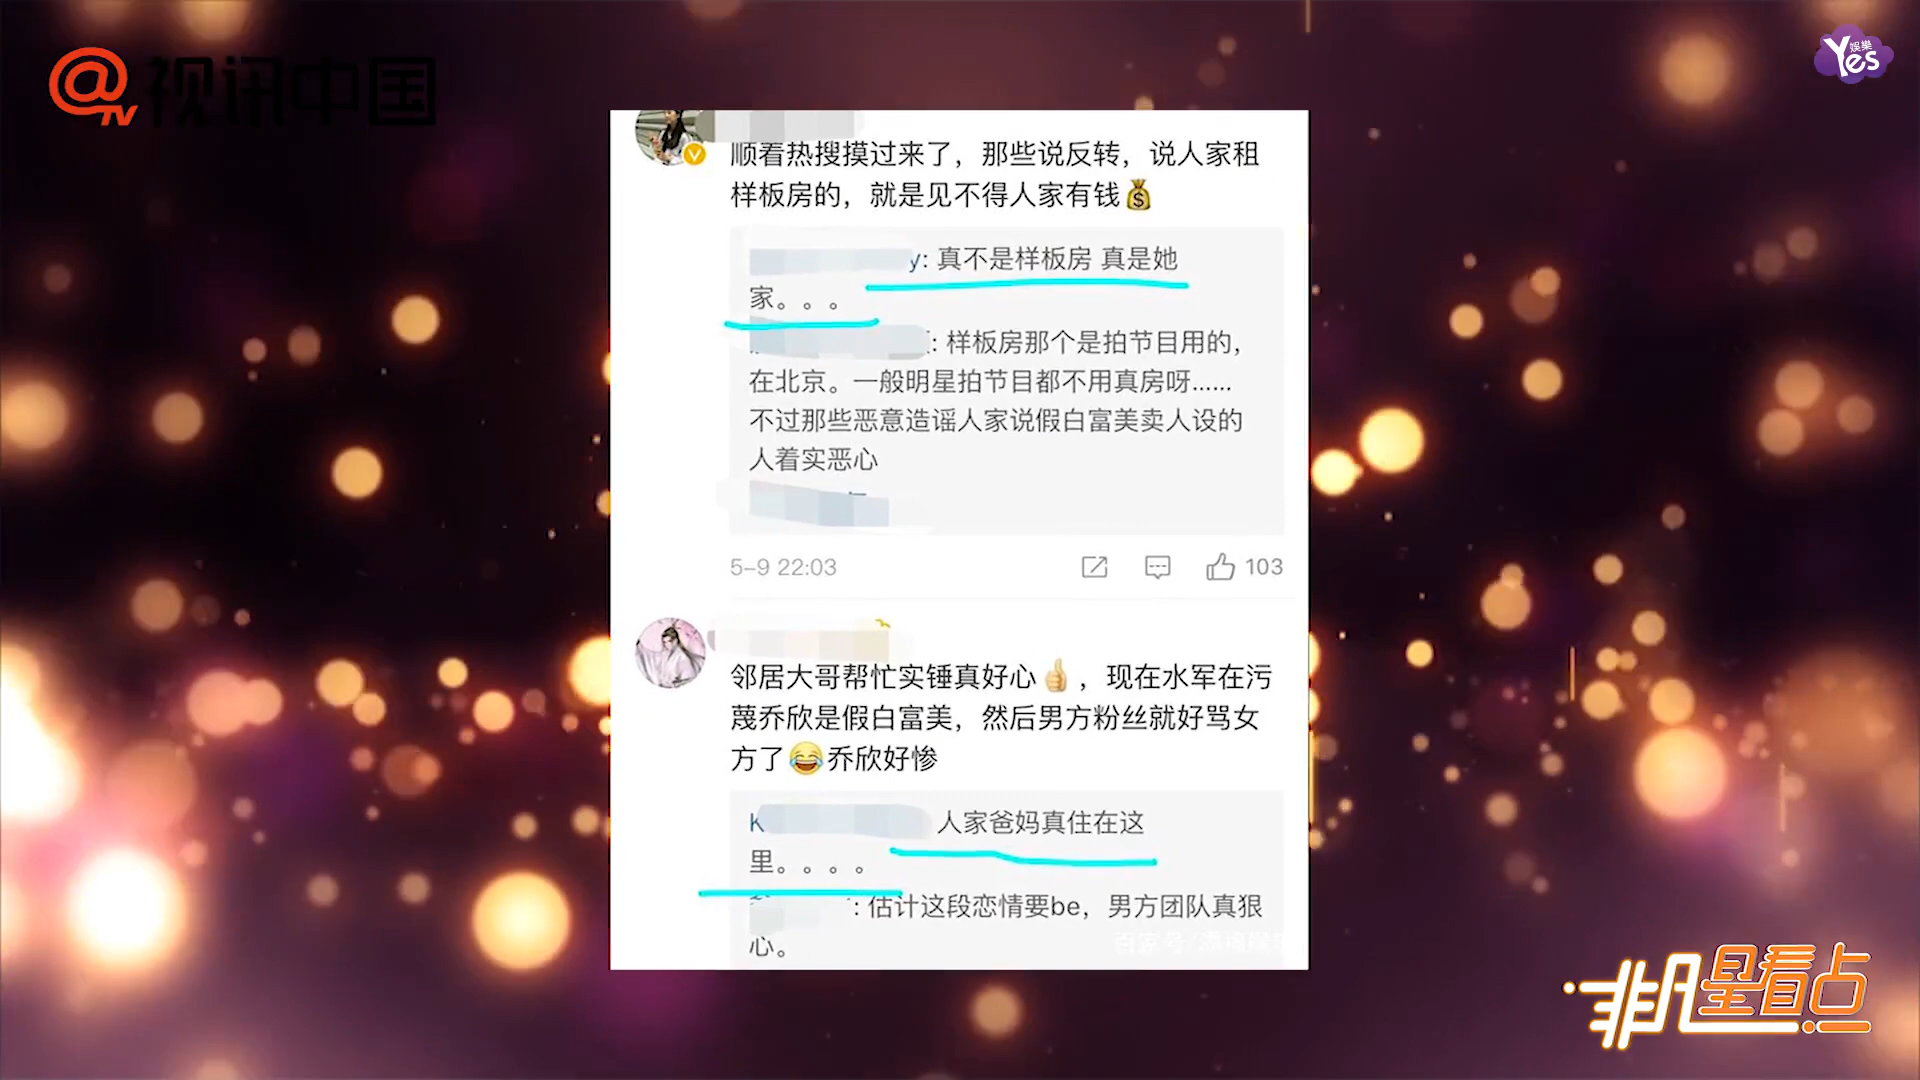 @TV 视讯中国
Yes 娱樂
顺着热搜摸过来了，那些说反转，说人家租
样板房的，就是见不得人家有钱💰
y: 真不是样板房 真是她
家。。。
: 样板房那个是拍节目用的，
在北京。一般明星拍节目都不用真房呀......
不过那些恶意造谣人家说假白富美卖人设的
人着实恶心
5-9 22:03
103
邻居大哥帮忙实锤真好心👍，现在水军在污
蔑乔欣是假白富美，然后男方粉丝就好骂女
方了😂乔欣好惨
K
人家爸妈真住在这
里。。。。
: 估计这段恋情要be，男方团队真狠
心。
百家号
非凡星看点